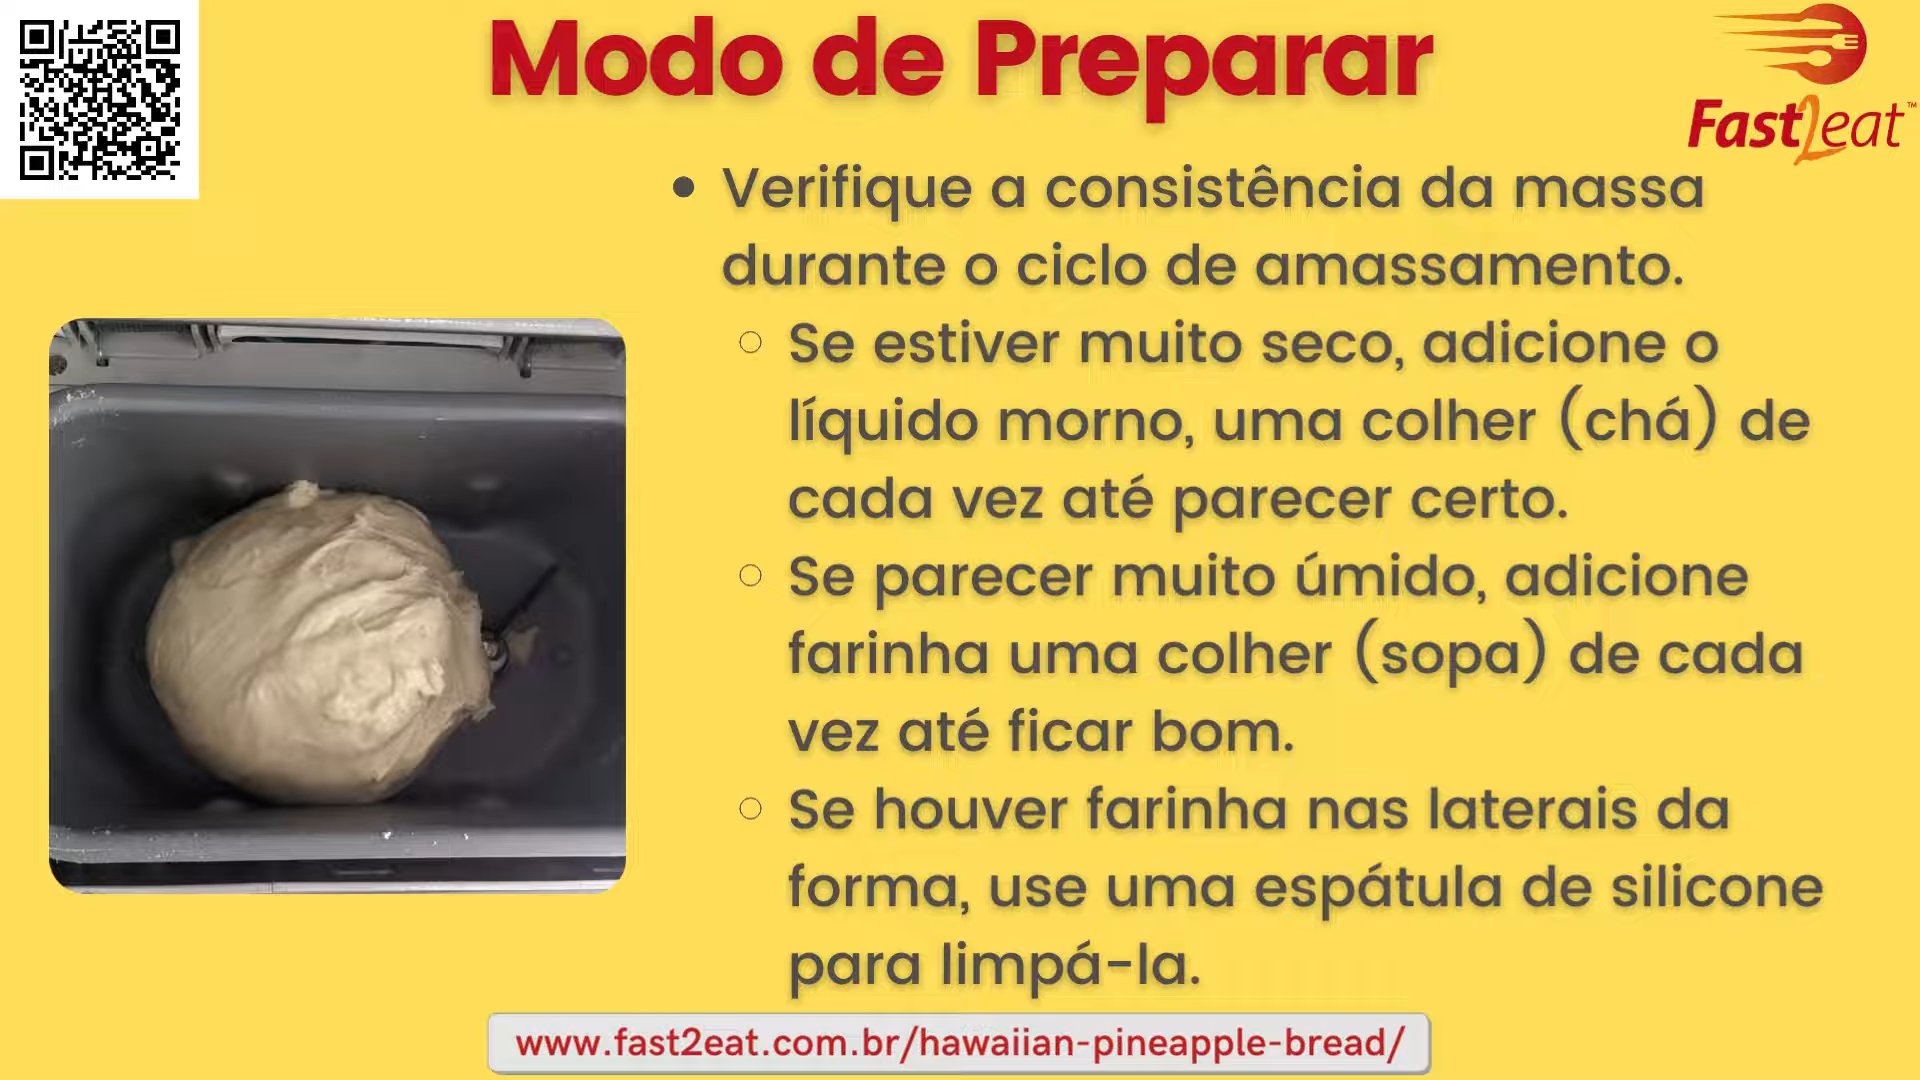 Modo de Preparar
Fast2eat™
• Verifique a consistência da massa
durante o ciclo de amassamento.
○ Se estiver muito seco, adicione o
líquido morno, uma colher (chá) de
cada vez até parecer certo.
○ Se parecer muito úmido, adicione
farinha uma colher (sopa) de cada
vez até ficar bom.
○ Se houver farinha nas laterais da
forma, use uma espátula de silicone
para limpá-la.
www.fast2eat.com.br/hawaiian-pineapple-bread/